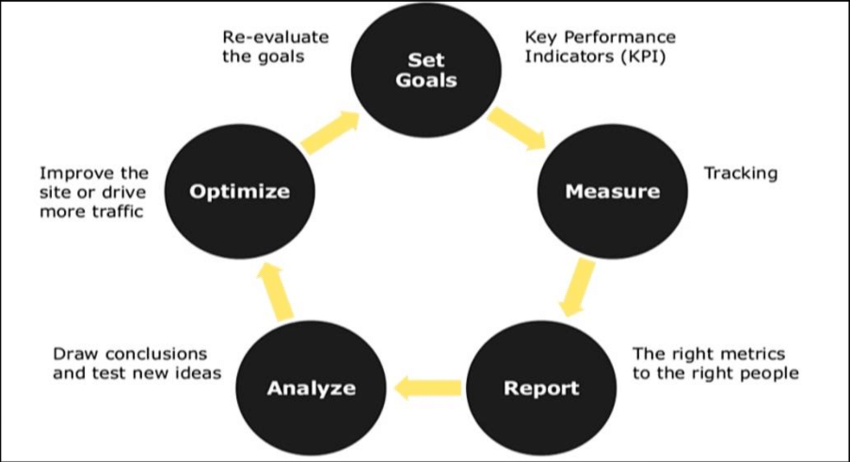 Re-evaluate
the goals
Set
Goals
Key Performance
Indicators (KPI)
Improve the
site or drive
more traffic
Optimize
Measure
Tracking
Draw conclusions
and test new ideas
Analyze
Report
The right metrics
to the right people